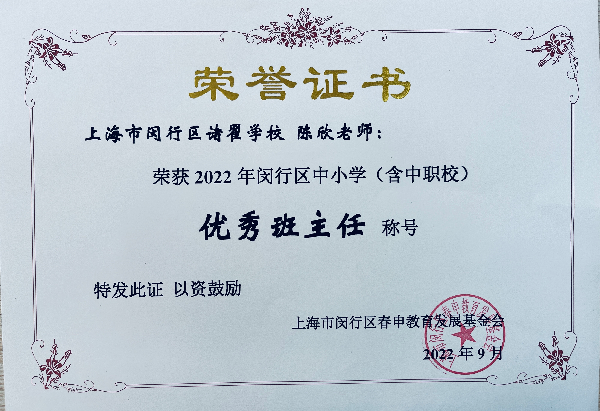 荣誉证书
上海市闵行区诸翟学校 陈欣老师：
荣获 2022 年闵行区中小学（含中职校）
优秀班主任 称号
特发此证 以资鼓励
上海市闵行区春申教育发展基金会
2022 年 9 月